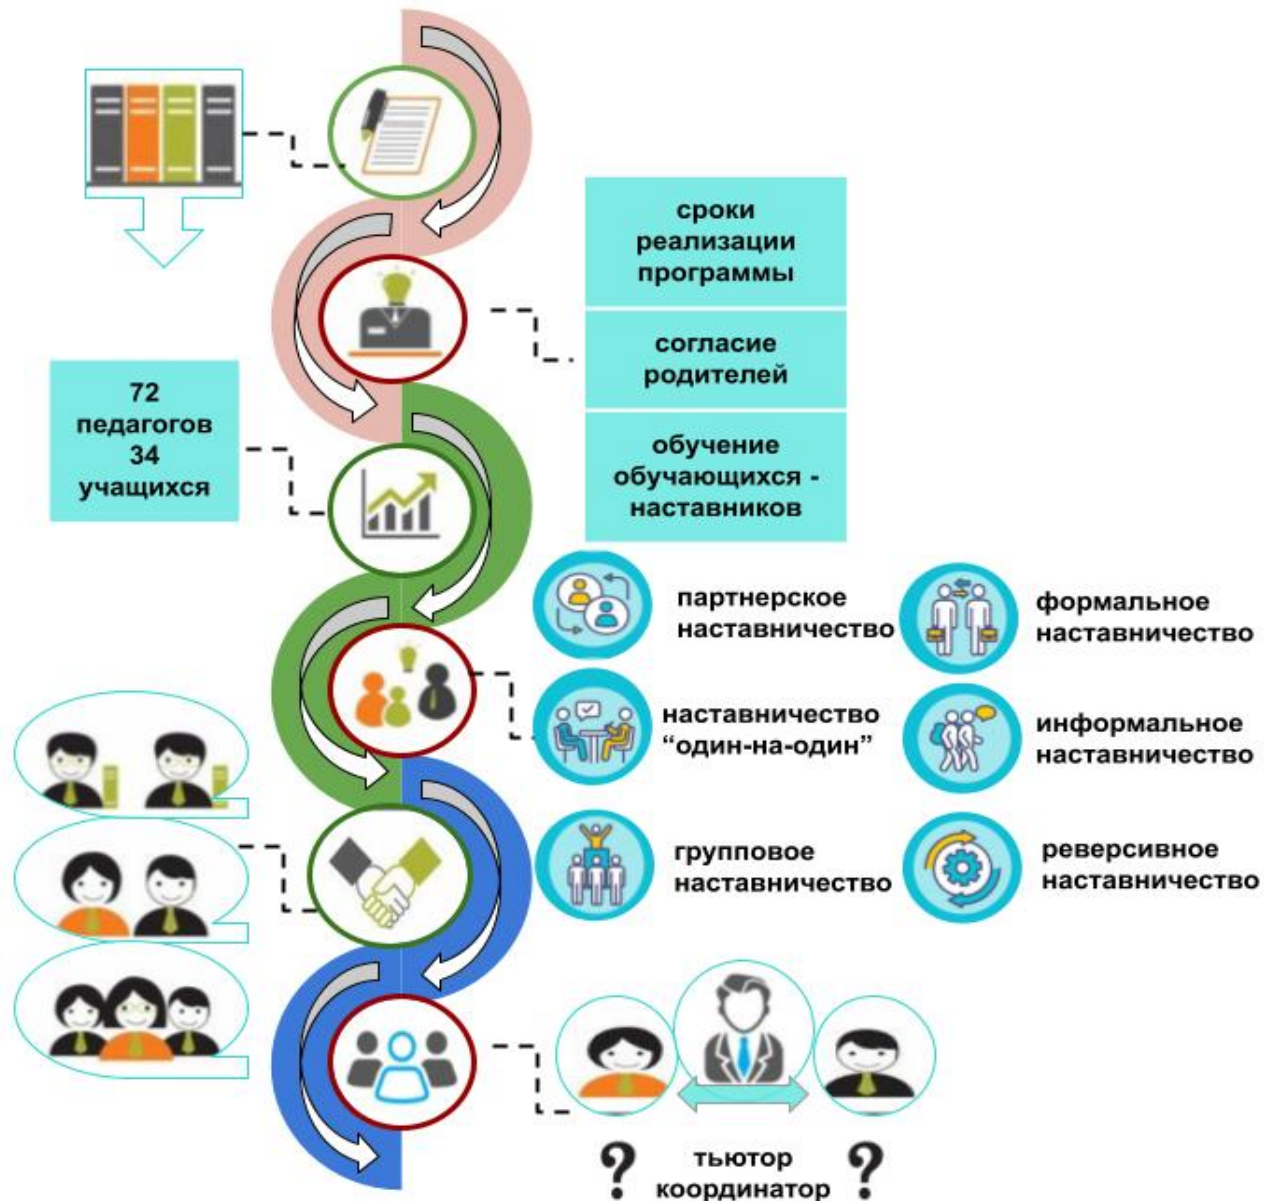 сроки
реализации
программы
согласие
родителей
обучение
обучающихся -
наставников
72
педагогов
34
учащихся
партнерское
наставничество
формальное
наставничество
наставничество
“один-на-один”
информальное
наставничество
групповое
наставничество
реверсивное
наставничество
? тьютор ?
координатор